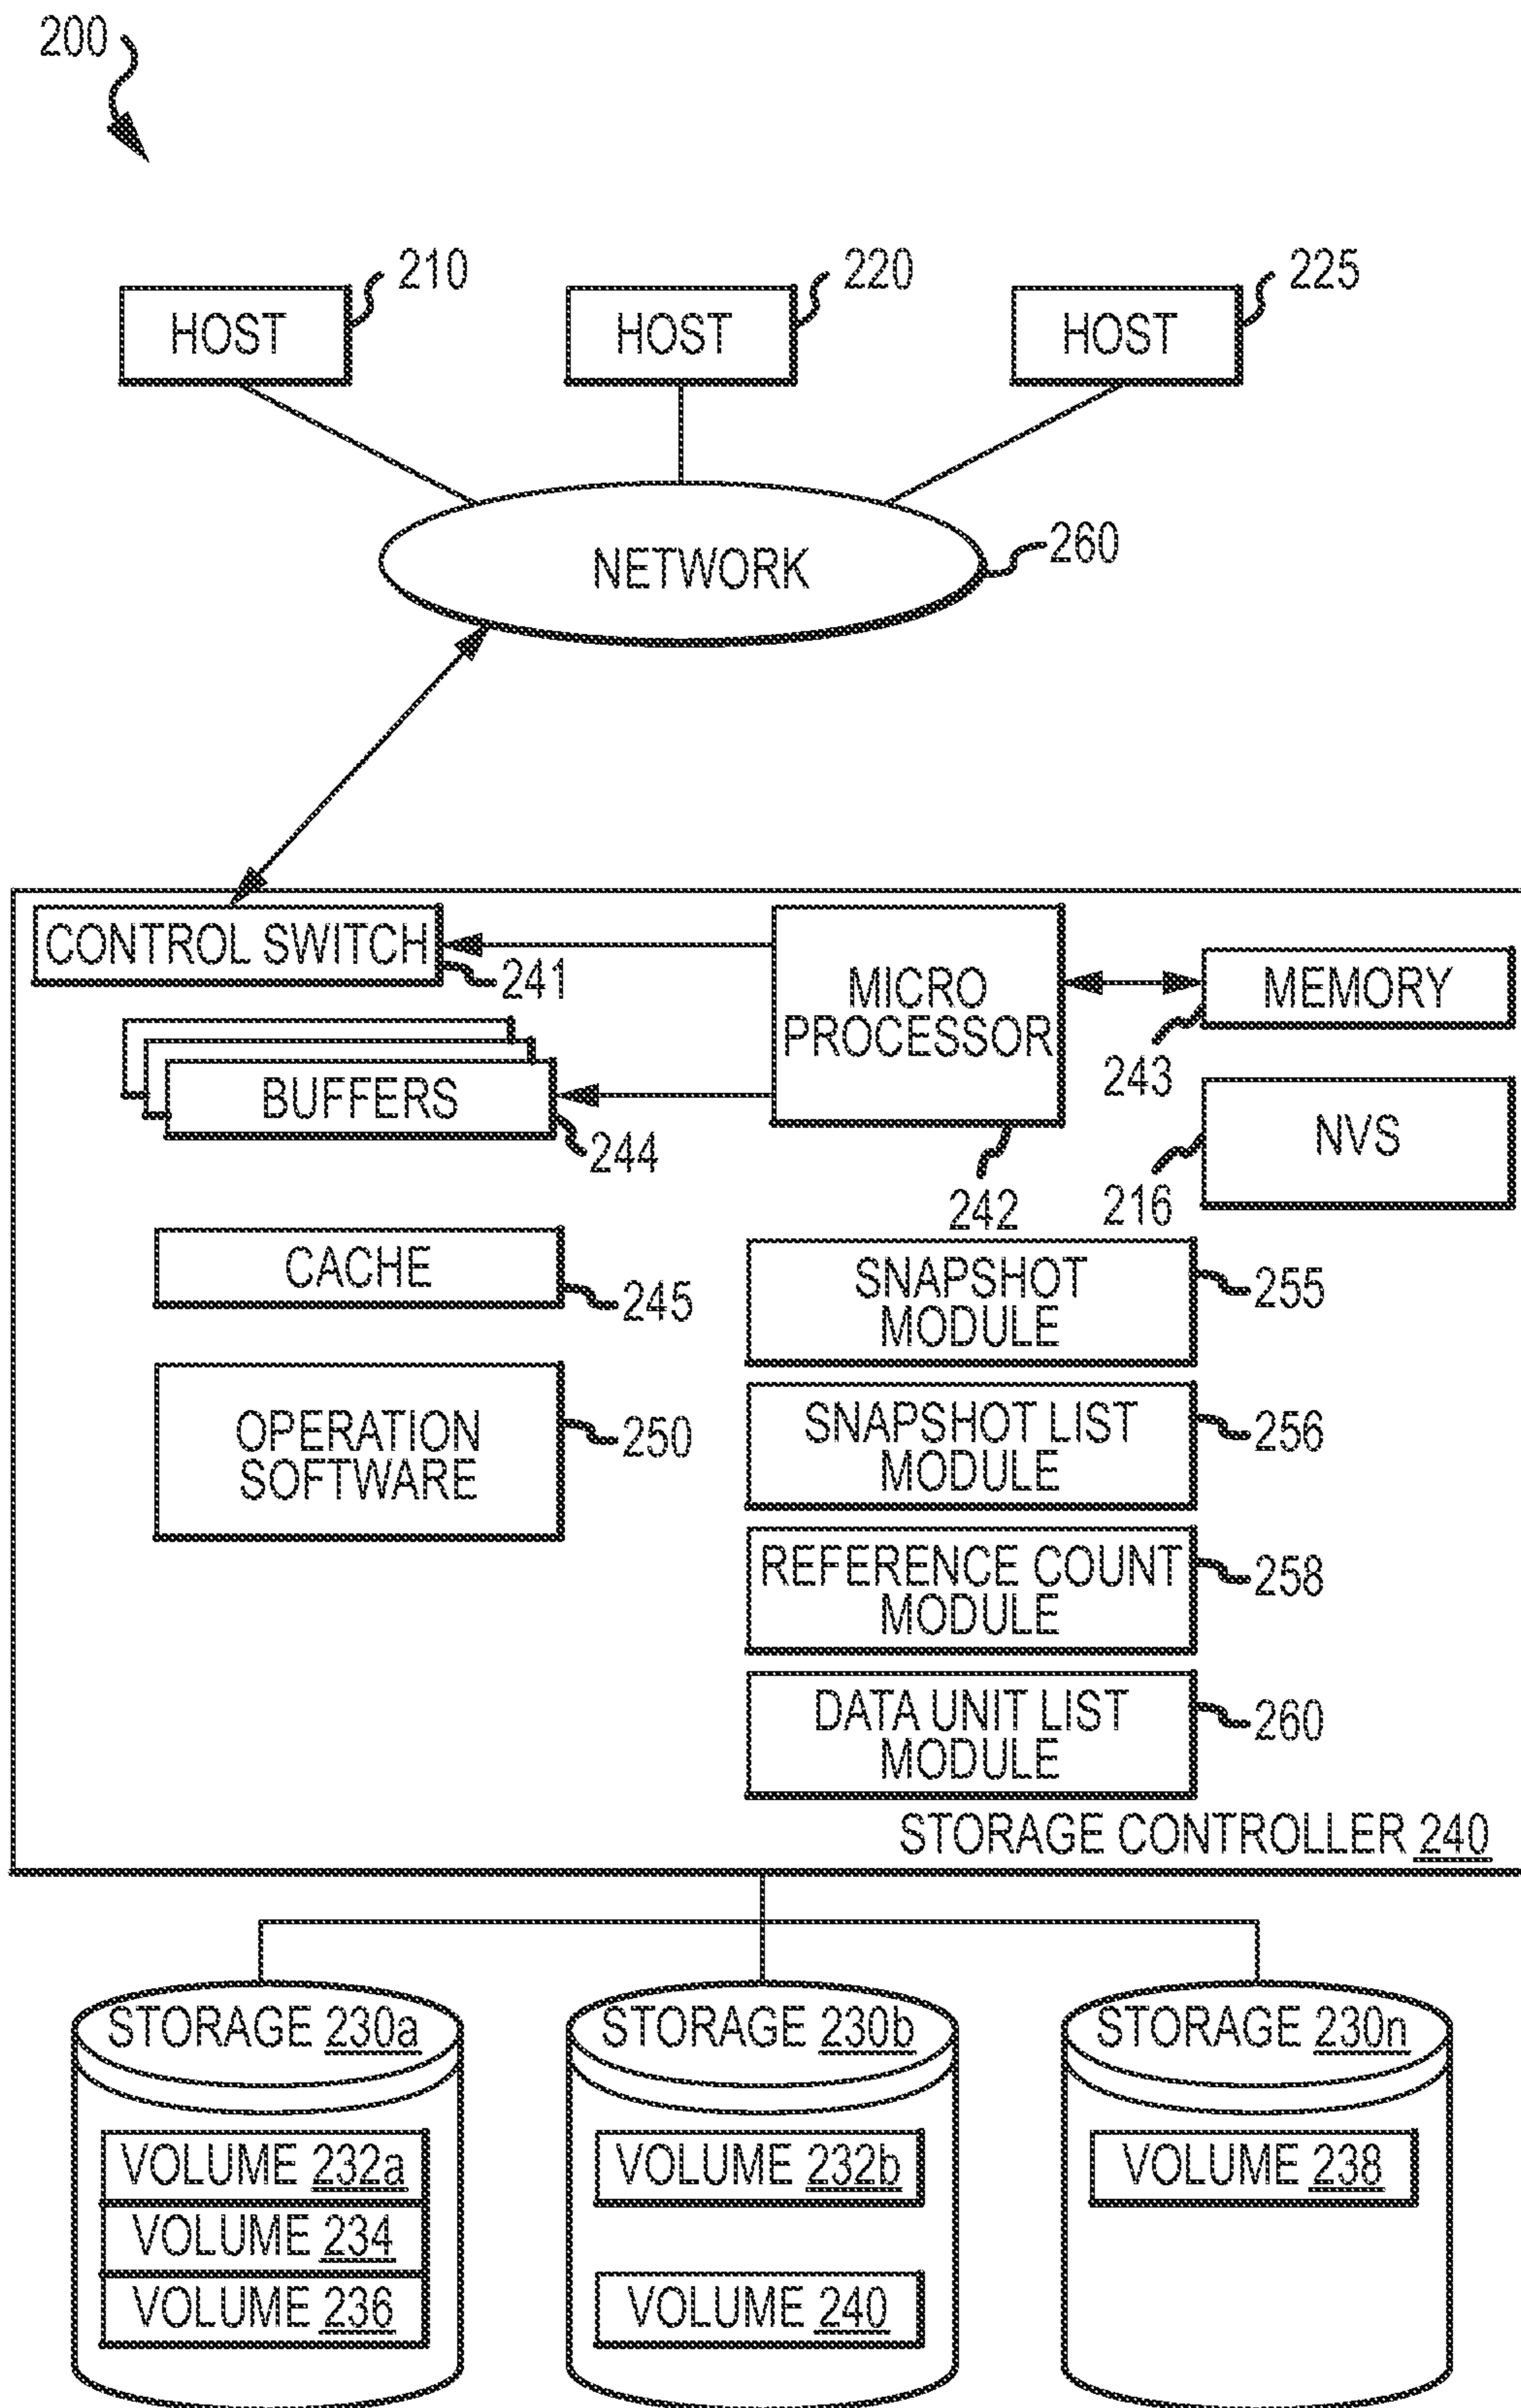 200
HOST
210
HOST
220
HOST
225
NETWORK
260
CONTROL SWITCH
241
MICRO
PROCESSOR
242
MEMORY
243
BUFFERS
244
NVS
216
CACHE
245
SNAPSHOT
MODULE
255
OPERATION
SOFTWARE
250
SNAPSHOT LIST
MODULE
256
REFERENCE COUNT
MODULE
258
DATA UNIT LIST
MODULE
260
STORAGE CONTROLLER 240
STORAGE 230a
VOLUME 232a
VOLUME 234
VOLUME 236
STORAGE 230b
VOLUME 232b
VOLUME 240
STORAGE 230n
VOLUME 238